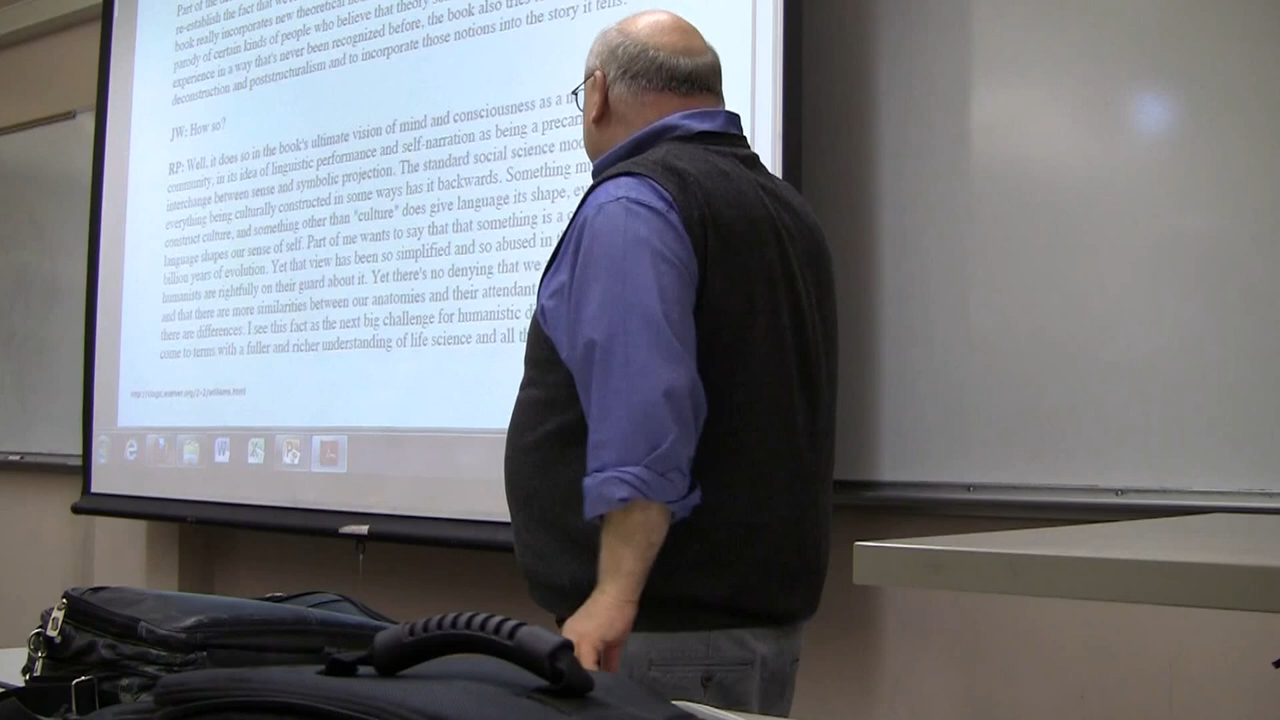 Part of the
re-establish the fact that we
book really incorporates new theoretical
parody of certain kinds of people who believe that theory
experience in a way that's never been recognized before, the book also tries
deconstruction and poststructuralism and to incorporate those notions into the story it tells.
JW: How so?
RP: Well, it does so in the book's ultimate vision of mind and consciousness as a
community, in its idea of linguistic performance and self-narration as being a
interchange between sense and symbolic projection. The standard social science
everything being culturally constructed in some ways has it backwards. Something
construct culture, and something other than "culture" does give language its shape,
language shapes our sense of self. Part of me wants to say that that something is a
billion years of evolution. Yet that view has been so simplified and so abused in
humanists are rightfully on their guard about it. Yet there's no denying that we
and that there are more similarities between our anatomies and their attendant
there are differences. I see this fact as the next big challenge for humanistic
come to terms with a fuller and richer understanding of life science and all